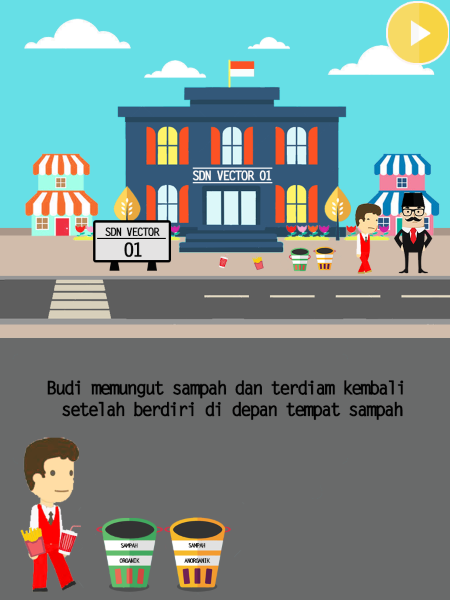 SDN VECTOR 01
SDN VECTOR
01
Budi memungut sampah dan terdiam kembali
setelah berdiri di depan tempat sampah
SAMPAH
ORGANIK
SAMPAH
ANORGANIK